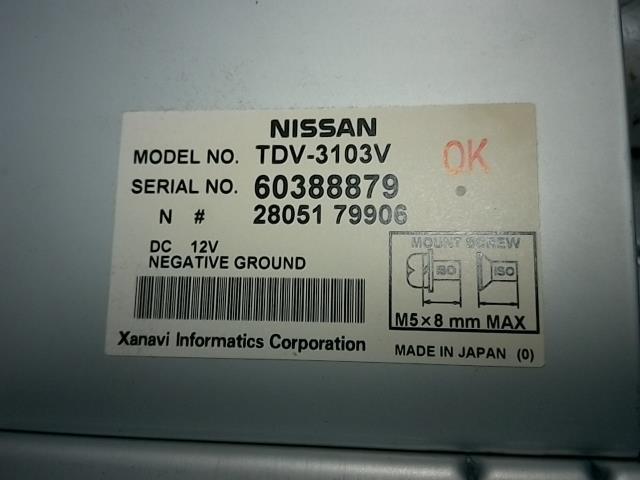 NISSAN
MODEL NO. TDV-3103V
OK
SERIAL NO. 60388879
N # 28051 79906
DC 12V
NEGATIVE GROUND
MOUNT SCREW
ISO ISO
M5×8 mm MAX
Xanavi Informatics Corporation
MADE IN JAPAN (0)